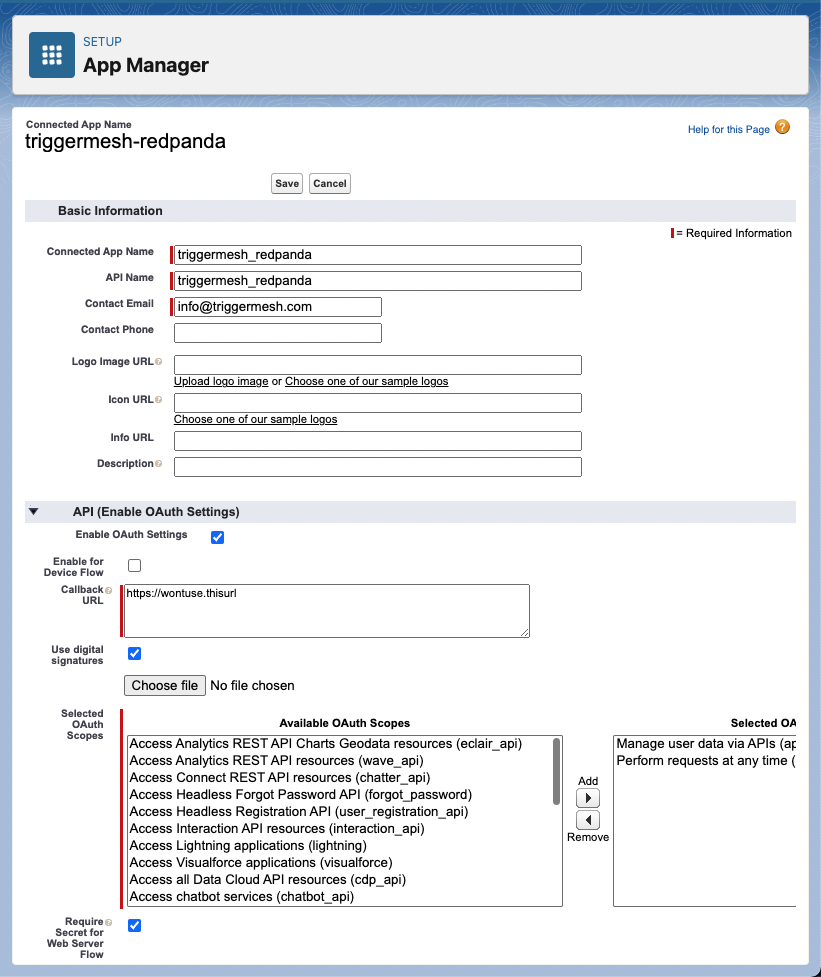 SETUP
App Manager
Connected App Name
triggermesh-redpanda
Help for this Page ?
Save Cancel
Basic Information
= Required Information
Connected App Name triggermesh_redpanda
API Name triggermesh_redpanda
Contact Email info@triggermesh.com
Contact Phone
Logo Image URL ?
Upload logo image or Choose one of our sample logos
Icon URL ?
Choose one of our sample logos
Info URL
Description ?
API (Enable OAuth Settings)
Enable OAuth Settings
Enable for
Device Flow
Callback ? https://wontuse.thisurl
URL
Use digital
signatures
Choose file No file chosen
Selected
OAuth
Scopes
Available OAuth Scopes
Access Analytics REST API Charts Geodata resources (eclair_api)
Access Analytics REST API resources (wave_api)
Access Connect REST API resources (chatter_api)
Access Headless Forgot Password API (forgot_password)
Access Headless Registration API (user_registration_api)
Access Interaction API resources (interaction_api)
Access Lightning applications (lightning)
Access Visualforce applications (visualforce)
Access all Data Cloud API resources (cdp_api)
Access chatbot services (chatbot_api)
Add
Remove
Selected OA
Manage user data via APIs (ap
Perform requests at any time (
Require ?
Secret for
Web Server
Flow